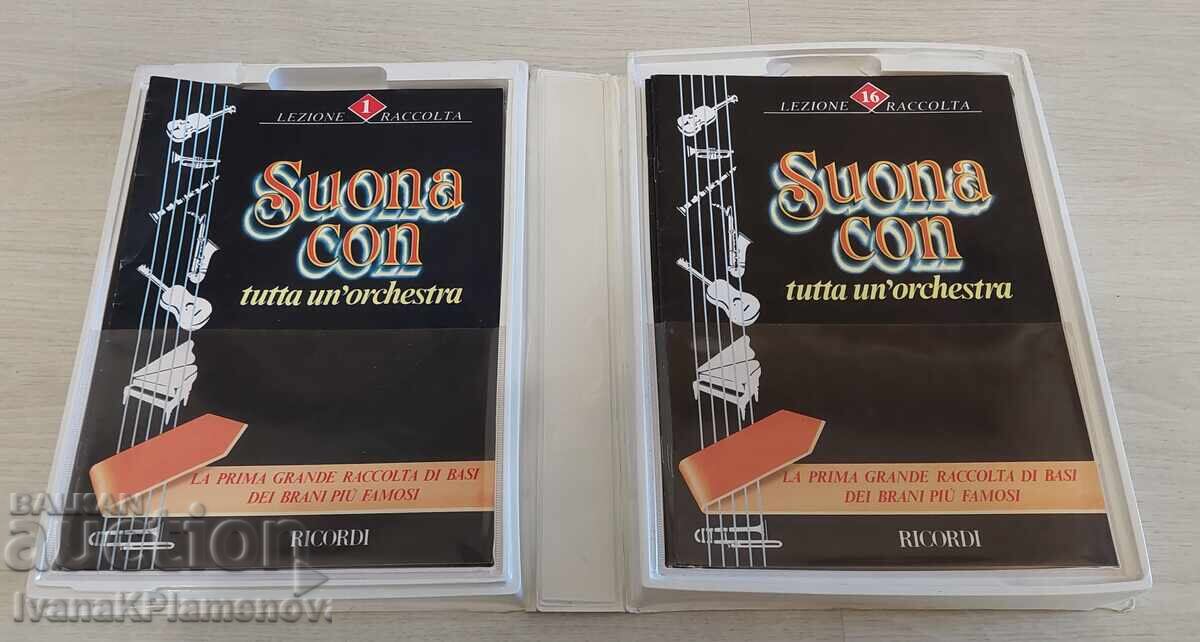 LEZIONE 1 RACCOLTA
Suona
con
tutta un'orchestra
LA PRIMA GRANDE RACCOLTA DI BASI
DEI BRANI PIÙ FAMOSI
RICORDI
LEZIONE 16 RACCOLTA
Suona
con
tutta un'orchestra
LA PRIMA GRANDE RACCOLTA DI BASI
DEI BRANI PIÙ FAMOSI
RICORDI
BALKAN
auction
IvanaKPlamenov.